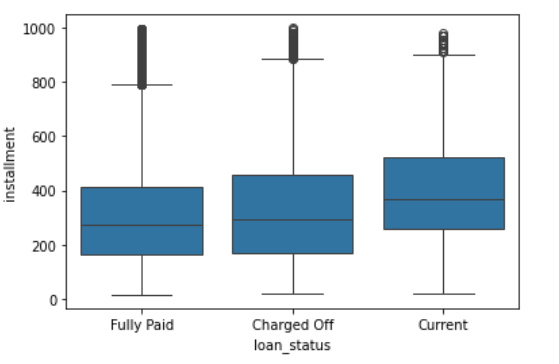 1000
800
600
400
200
0
installment
Fully Paid
Charged Off
Current
loan_status